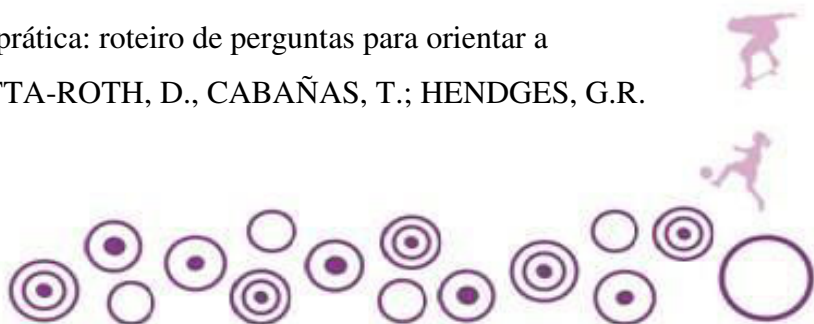 prática: roteiro de perguntas para orientar a
TTA-ROTH, D., CABAÑAS, T.; HENDGES, G.R.